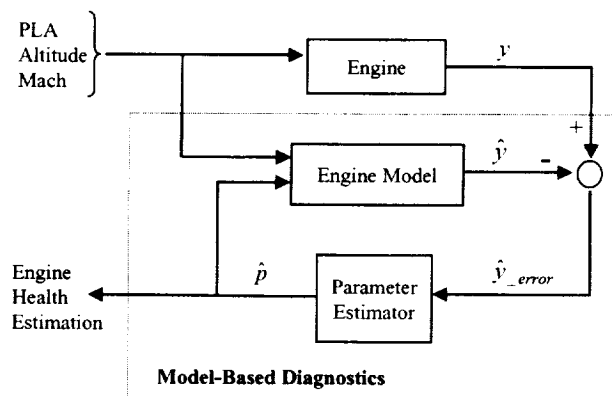 PLA
Altitude
Mach
Engine
y
+
Engine Model
ŷ
-
Engine
Health
Estimation
p̂
Parameter
Estimator
ŷ_error
Model-Based Diagnostics